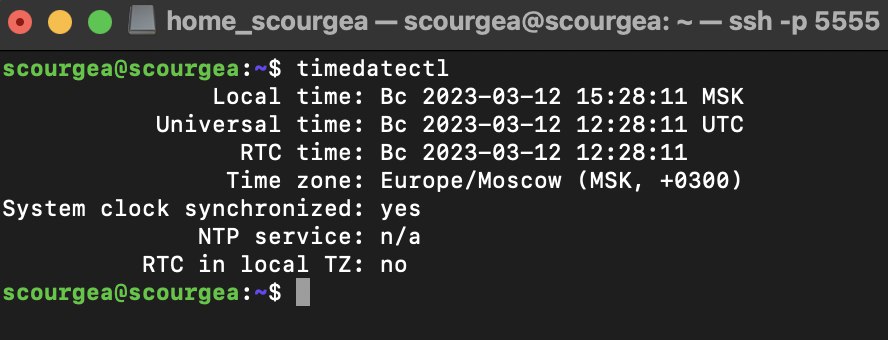 home_scourgea — scourgea@scourgea: ~ — ssh -p 5555
scourgea@scourgea:~$ timedatectl
Local time: Вс 2023-03-12 15:28:11 MSK
Universal time: Вс 2023-03-12 12:28:11 UTC
RTC time: Вс 2023-03-12 12:28:11
Time zone: Europe/Moscow (MSK, +0300)
System clock synchronized: yes
NTP service: n/a
RTC in local TZ: no
scourgea@scourgea:~$